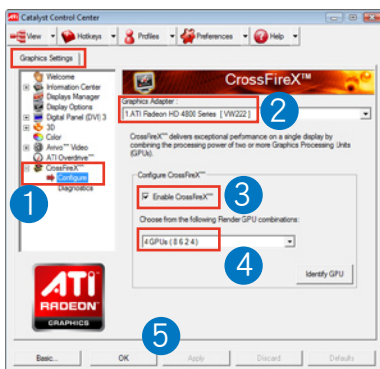 ATI Catalyst Control Center
View Hotkeys Profiles Preferences Help
Graphics Settings
Welcome
Information Center
Displays Manager
Display Options
Digital Panel (DVI) 3
3D
Color
Avivo™ Video
ATI Overdrive™
CrossFireX™
Configure
Diagnostics
1
CrossFireX™
Graphics Adapter :
1.ATI Radeon HD 4800 Series [ VW222 ]
2
CrossFireX™ delivers exceptional performance on a single display by
combining the processing power of two or more Graphics Processing Units
(GPUs).
Configure CrossFireX™
Enable CrossFireX™
3
Choose from the following Render GPU combinations:
4 GPUs ( 8 6 2 4 )
4
Identify GPU
ATI
RADEON
GRAPHICS
5
Basic... OK Apply Discard Defaults